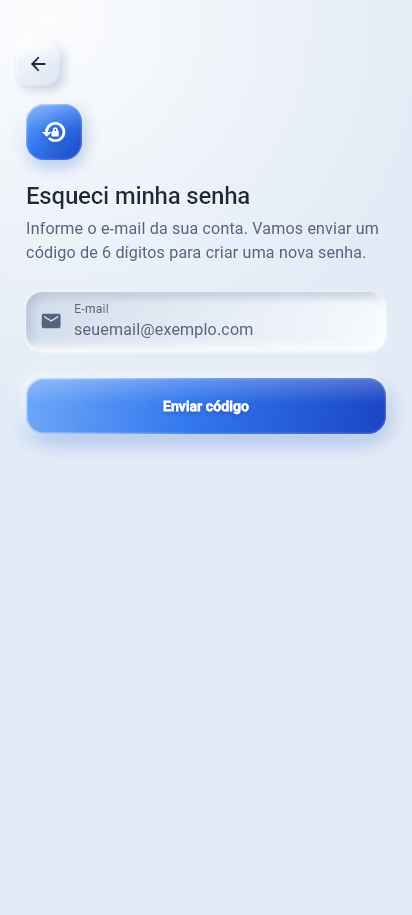 Esqueci minha senha
Informe o e-mail da sua conta. Vamos enviar um
código de 6 dígitos para criar uma nova senha.
E-mail
seuemail@exemplo.com
Enviar código